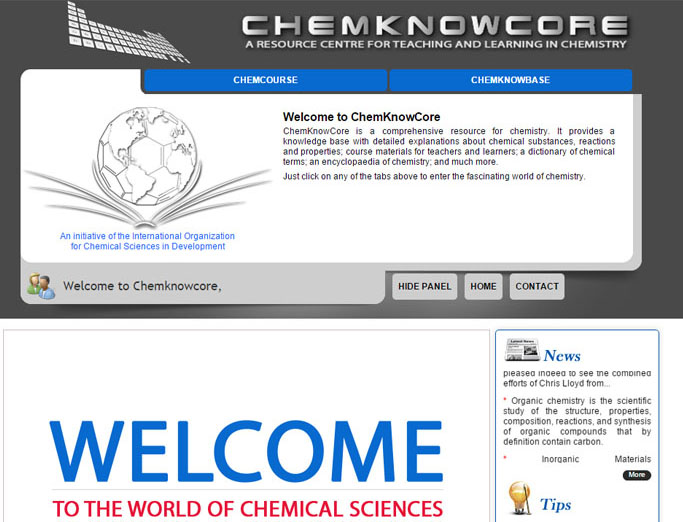 CHEMKNOWCORE
A RESOURCE CENTRE FOR TEACHING AND LEARNING IN CHEMISTRY
CHEMCOURSE
CHEMKNOWBASE
Welcome to ChemKnowCore
ChemKnowCore is a comprehensive resource for chemistry. It provides a
knowledge base with detailed explanations about chemical substances, reactions
and properties; course materials for teachers and learners; a dictionary of chemical
terms; an encyclopaedia of chemistry; and much more.
Just click on any of the tabs above to enter the fascinating world of chemistry.
An initiative of the International Organization
for Chemical Sciences in Development
Welcome to Chemknowcore,
HIDE PANEL
HOME
CONTACT
WELCOME
TO THE WORLD OF CHEMICAL SCIENCES
Latest News
News
pleased indeed to see the combined
efforts of Chris Lloyd from...
* Organic chemistry is the scientific
study of the structure, properties,
composition, reactions, and synthesis
of organic compounds that by
definition contain carbon.
* Inorganic Materials
More
Tips